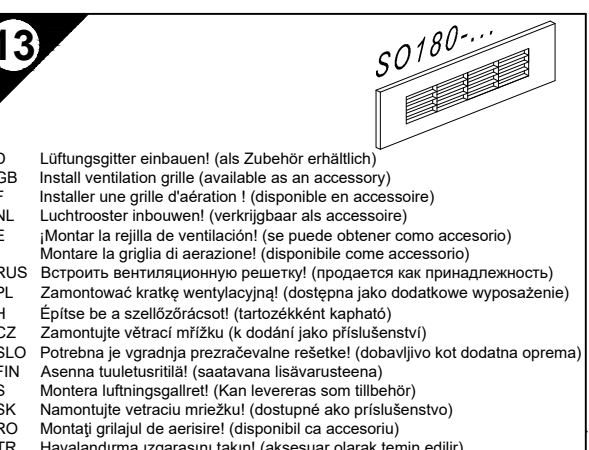 13
SO180-...
D Lüftungsgitter einbauen! (als Zubehör erhältlich)
GB Install ventilation grille (available as an accessory)
F Installer une grille d'aération ! (disponible en accessoire)
NL Luchtrooster inbouwen! (verkrijgbaar als accessoire)
E ¡Montar la rejilla de ventilación! (se puede obtener como accesorio)
Montare la griglia di aerazione! (disponibile come accessorio)
RUS Встроить вентиляционную решетку! (продается как принадлежность)
PL Zamontować kratkę wentylacyjną! (dostępna jako dodatkowe wyposażenie)
H Építse be a szellőzőrácsot! (tartozékként kapható)
CZ Zamontujte větrací mřížku (k dodání jako příslušenství)
SLO Potrebna je vgradnja prezračevalne rešetke! (dobavljivo kot dodatna oprema)
FIN Asenna tuuletusritilä! (saatavana lisävarusteena)
S Montera luftningsgallret! (Kan levereras som tillbehör)
SK Namontujte vetraciu mriežku! (dostupné ako príslušenstvo)
RO Montaţi grilajul de aerisire! (disponibil ca accesoriu)
TR Havalandırma ızgarasını takın! (aksesuar olarak temin edilir)